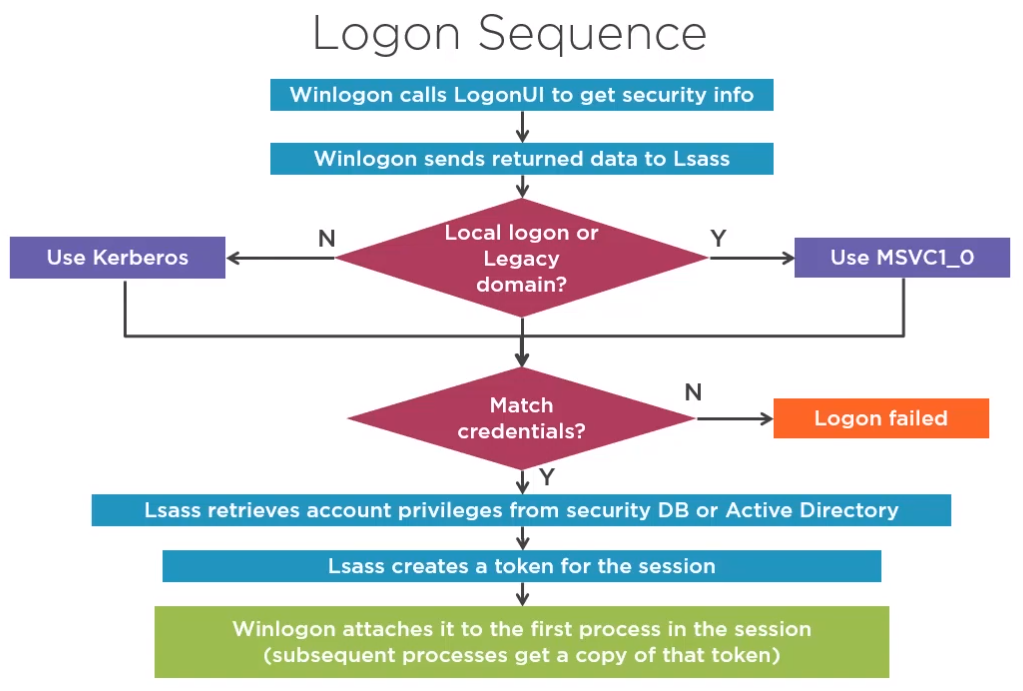 Logon Sequence
Winlogon calls LogonUI to get security info
Winlogon sends returned data to Lsass
Local logon or
Legacy
domain?
N
Y
Use Kerberos
Use MSVC1_0
Match
credentials?
N
Logon failed
Y
Lsass retrieves account privileges from security DB or Active Directory
Lsass creates a token for the session
Winlogon attaches it to the first process in the session
(subsequent processes get a copy of that token)